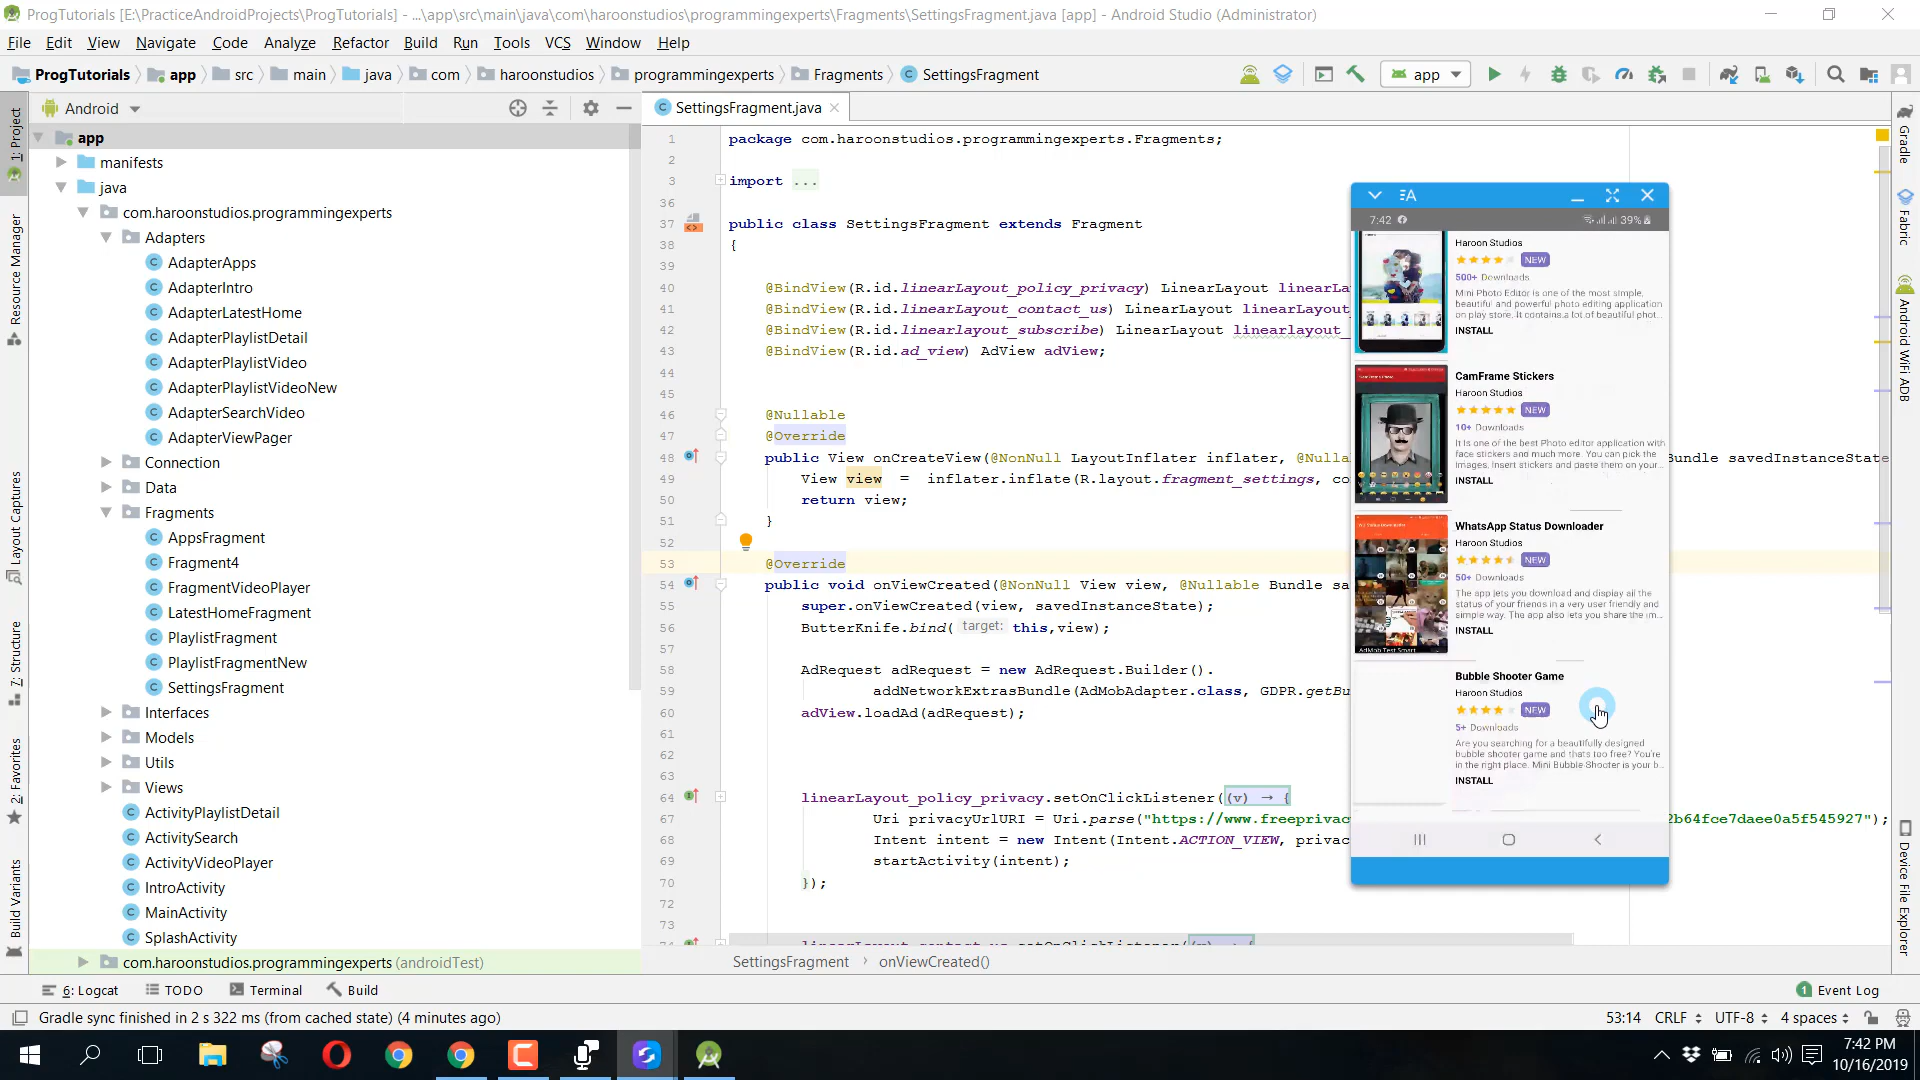 ProgTutorials [E:\PracticeAndroidProjects\ProgTutorials] - ...\app\src\main\java\com\haroonstudios\programmingexperts\Fragments\SettingsFragment.java [app] - Android Studio (Administrator)
File Edit View Navigate Code Analyze Refactor Build Run Tools VCS Window Help
ProgTutorials app src main java com haroonstudios programmingexperts Fragments SettingsFragment
app
Android
SettingsFragment.java
1: Project
Resource Manager
Layout Captures
7: Structure
2: Favorites
Build Variants
app
manifests
java
com.haroonstudios.programmingexperts
Adapters
AdapterApps
AdapterIntro
AdapterLatestHome
AdapterPlaylistDetail
AdapterPlaylistVideo
AdapterPlaylistVideoNew
AdapterSearchVideo
AdapterViewPager
Connection
Data
Fragments
AppsFragment
Fragment4
FragmentVideoPlayer
LatestHomeFragment
PlaylistFragment
PlaylistFragmentNew
SettingsFragment
Interfaces
Models
Utils
Views
ActivityPlaylistDetail
ActivitySearch
ActivityVideoPlayer
IntroActivity
MainActivity
SplashActivity
com.haroonstudios.programmingexperts (androidTest)
1 package com.haroonstudios.programmingexperts.Fragments;
2
3 import ...
36
37 public class SettingsFragment extends Fragment
38 {
39
40 @BindView(R.id.linearLayout_policy_privacy) LinearLayout linearL
41 @BindView(R.id.linearLayout_contact_us) LinearLayout linearLayout
42 @BindView(R.id.linearlayout_subscribe) LinearLayout linearlayout_
43 @BindView(R.id.ad_view) AdView adView;
44
45
46 @Nullable
47 @Override
48 public View onCreateView(@NonNull LayoutInflater inflater, @Nulla Bundle savedInstanceState
49 View view = inflater.inflate(R.layout.fragment_settings, co
50 return view;
51 }
52
53 @Override
54 public void onViewCreated(@NonNull View view, @Nullable Bundle sa
55 super.onViewCreated(view, savedInstanceState);
56 ButterKnife.bind( target: this,view);
57
58 AdRequest adRequest = new AdRequest.Builder().
59 addNetworkExtrasBundle(AdMobAdapter.class, GDPR.getBu
60 adView.loadAd(adRequest);
61
62
63
64 linearLayout_policy_privacy.setOnClickListener((v) → {
67 Uri privacyUrlURI = Uri.parse("https://www.freeprivac 2b64fce7daee0a5f545927");
68 Intent intent = new Intent(Intent.ACTION_VIEW, privac
69 startActivity(intent);
70 });
72
73
SettingsFragment onViewCreated()
7:42 39%
Haroon Studios
NEW
500+ Downloads
Mini Photo Editor is one of the most simple,
beautiful and powerful photo editing application
on play store. It contains a lot of beautiful phot...
INSTALL
CamFrame Stickers
Haroon Studios
NEW
10+ Downloads
It is one of the best Photo editor application with
face stickers and much more. You can pick the
images. Insert stickers and paste them on your...
INSTALL
WhatsApp Status Downloader
Haroon Studios
NEW
50+ Downloads
The app lets you download and display all the
status of your friends in a very user friendly and
simple way. The app also lets you share the im...
INSTALL
AdMob Test Smart
Bubble Shooter Game
Haroon Studios
NEW
5+ Downloads
Are you searching for a beautifully designed
bubble shooter game and thats too free? You're
in the right place. Mini Bubble Shooter is your b...
INSTALL
Gradle
Fabric
Android WiFi ADB
Device File Explorer
6: Logcat TODO Terminal Build
1 Event Log
Gradle sync finished in 2 s 322 ms (from cached state) (4 minutes ago)
53:14 CRLF UTF-8 4 spaces
7:42 PM
10/16/2019